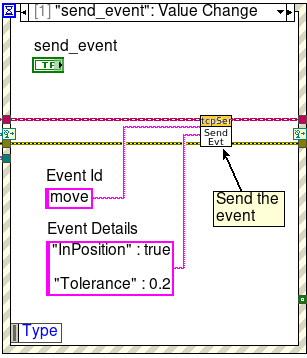 [1] "send_event": Value Change
send_event
TF
tcpSer
Send
Evt
Event Id
move
Send the
event
Event Details
"InPosition" : true
"Tolerance" : 0.2
Type